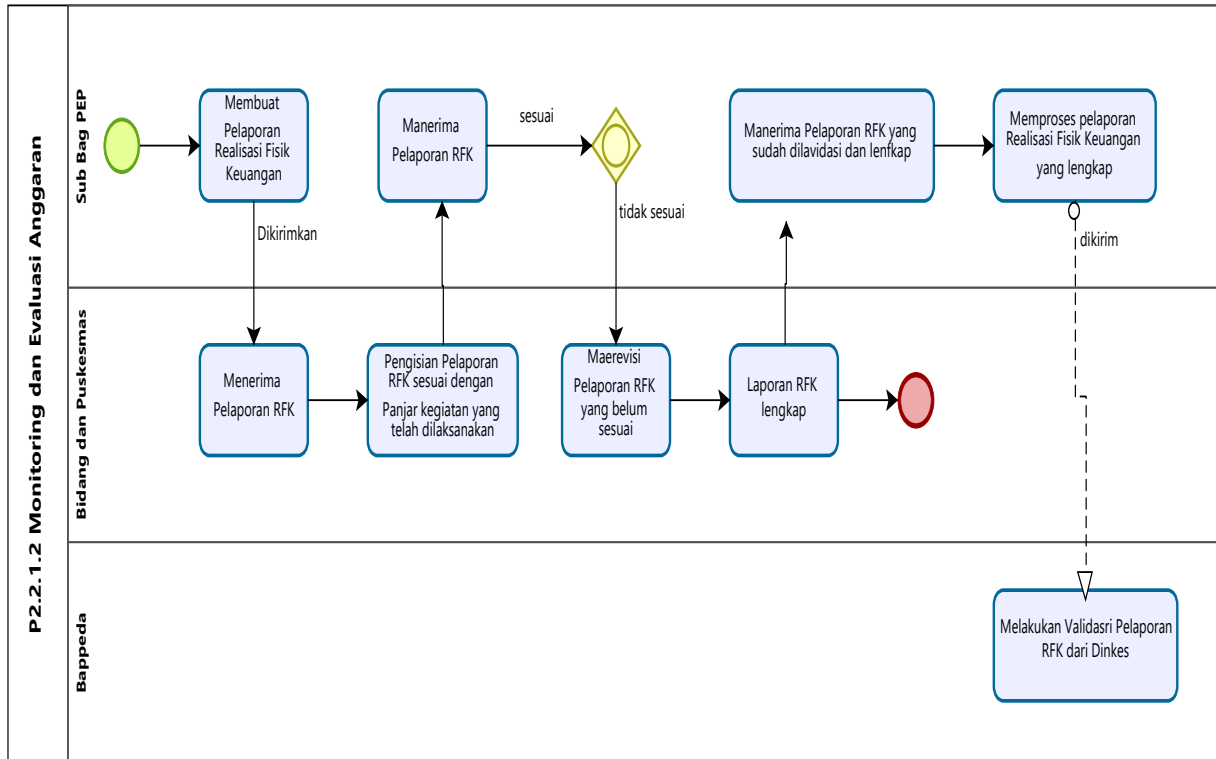 P2.2.1.2 Monitoring dan Evaluasi Anggaran
Sub Bag PEP
Membuat
Pelaporan
Realisasi Fisik
Keuangan
Manerima
Pelaporan RFK
sesuai
tidak sesuai
Manerima Pelaporan RFK yang
sudah dilavidasi dan lenfkap
Memproses pelaporan
Realisasi Fisik Keuangan
yang lengkap
Dikirimkan
dikirim
Bidang dan Puskesmas
Menerima
Pelaporan RFK
Pengisian Pelaporan
RFK sesuai dengan
Panjar kegiatan yang
telah dilaksanakan
Maerevisi
Pelaporan RFK
yang belum
sesuai
Laporan RFK
lengkap
Bappeda
Melakukan Validasri Pelaporan
RFK dari Dinkes